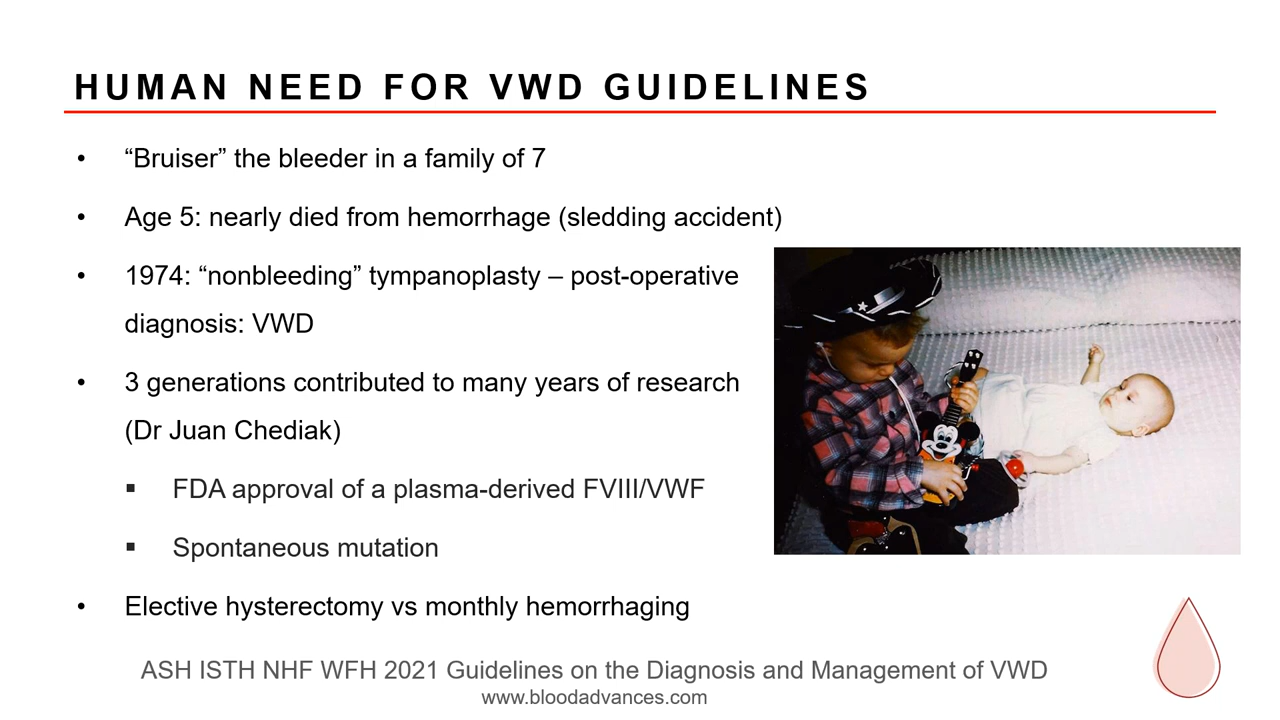 HUMAN NEED FOR VWD GUIDELINES
• “Bruiser” the bleeder in a family of 7
• Age 5: nearly died from hemorrhage (sledding accident)
• 1974: “nonbleeding” tympanoplasty – post-operative
diagnosis: VWD
• 3 generations contributed to many years of research
(Dr Juan Chediak)
▪ FDA approval of a plasma-derived FVIII/VWF
▪ Spontaneous mutation
• Elective hysterectomy vs monthly hemorrhaging
ASH ISTH NHF WFH 2021 Guidelines on the Diagnosis and Management of VWD
www.bloodadvances.com